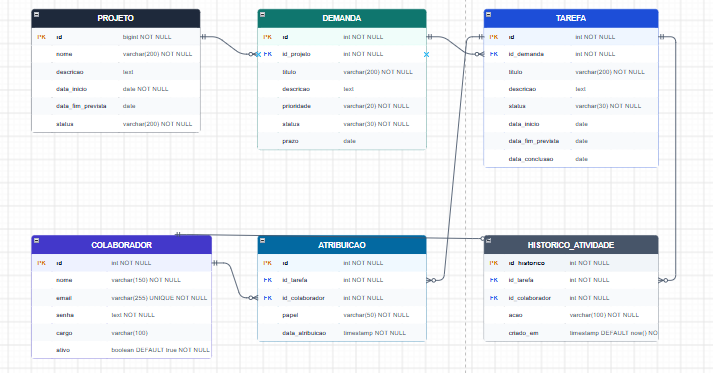 PROJETO
PK id bigint NOT NULL
nome varchar(200) NOT NULL
descricao text
data_inicio date NOT NULL
data_fim_prevista date
status varchar(200) NOT NULL
DEMANDA
PK id int NOT NULL
FK id_projeto int NOT NULL
titulo varchar(200) NOT NULL
descricao text
prioridade varchar(20) NOT NULL
status varchar(30) NOT NULL
prazo date
TAREFA
PK id int NOT NULL
FK id_demanda int NOT NULL
titulo varchar(200) NOT NULL
descricao text
status varchar(30) NOT NULL
data_inicio date
data_fim_prevista date
data_conclusao date
COLABORADOR
PK id int NOT NULL
nome varchar(150) NOT NULL
email varchar(255) UNIQUE NOT NULL
senha text NOT NULL
cargo varchar(100)
ativo boolean DEFAULT true NOT NULL
ATRIBUICAO
PK id int NOT NULL
FK id_tarefa int NOT NULL
FK id_colaborador int NOT NULL
papel varchar(50) NOT NULL
data_atribuicao timestamp NOT NULL
HISTORICO_ATIVIDADE
PK id_historico int NOT NULL
FK id_tarefa int NOT NULL
FK id_colaborador int NOT NULL
acao varchar(100) NOT NULL
criado_em timestamp DEFAULT now() NO